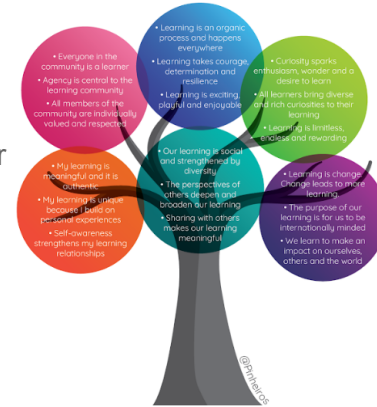 • Everyone in the
community is a learner
• Agency is central to the
learning community
• All members of the
community are individually
valued and respected
• Learning is an organic
process and happens
everywhere
• Learning takes courage,
determination and
resilience
• Learning is exciting,
playful and enjoyable
• Curiosity sparks
enthusiasm, wonder and a
desire to learn
• All learners bring diverse
and rich curiosities to their
learning
• Learning is limitless,
endless and rewarding
r
• My learning is
meaningful and it is
authentic
• My learning is unique
because i build on
personal experiences
• Self-awareness
strengthens my learning
relationships
• Our learning is social
and strengthened by
diversity
• The perspectives of
others deepen and
broaden our learning
• Sharing with others
makes our learning
meaningful
• Learning is change.
Change leads to more
learning
• The purpose of our
learning is for us to be
internationally minded
• We learn to make an
impact on ourselves,
others and the world
@Pinheiros